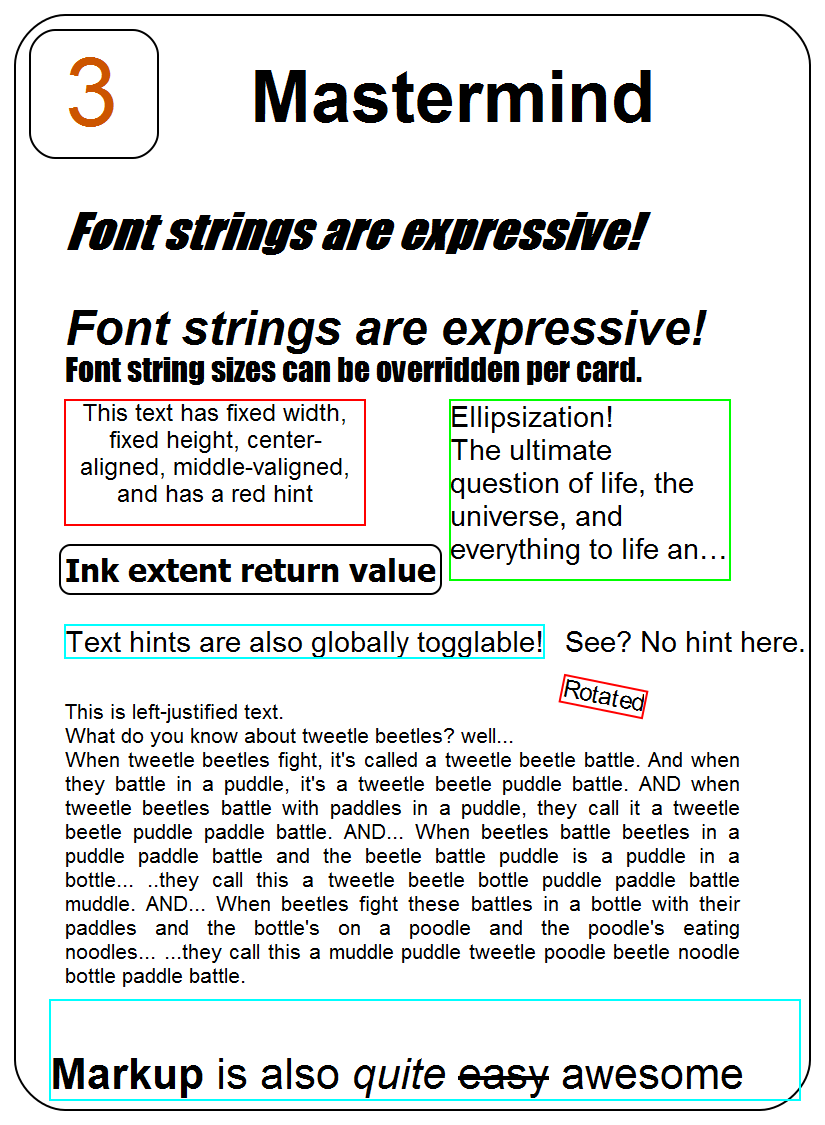 3
Mastermind
Font strings are expressive!
Font strings are expressive!
Font string sizes can be overridden per card.
This text has fixed width,
fixed height, center-
aligned, middle-valigned,
and has a red hint
Ellipsization!
The ultimate
question of life, the
universe, and
everything to life an…
Ink extent return value
Text hints are also globally togglable!
See? No hint here.
Rotated
This is left-justified text.
What do you know about tweetle beetles? well...
When tweetle beetles fight, it's called a tweetle beetle battle. And when
they battle in a puddle, it's a tweetle beetle puddle battle. AND when
tweetle beetles battle with paddles in a puddle, they call it a tweetle
beetle puddle paddle battle. AND... When beetles battle beetles in a
puddle paddle battle and the beetle battle puddle is a puddle in a
bottle... ..they call this a tweetle beetle bottle puddle paddle battle
muddle. AND... When beetles fight these battles in a bottle with their
paddles and the bottle's on a poodle and the poodle's eating
noodles... ...they call this a muddle puddle tweetle poodle beetle noodle
bottle paddle battle.
Markup is also quite easy awesome